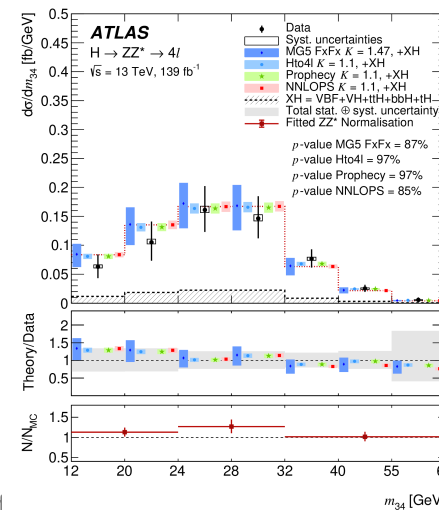 dσ/dm₃₄ [fb/GeV]
0.5
0.45
0.4
0.35
0.3
0.25
0.2
0.15
0.1
0.05
0
ATLAS
H → ZZ* → 4l
√s = 13 TeV, 139 fb⁻¹
Data
Syst. uncertainties
MG5 FxFx K = 1.47, +XH
Hto4l K = 1.1, +XH
Prophecy K = 1.1, +XH
NNLOPS K = 1.1, +XH
XH = VBF+VH+ttH+bbH+tH
Total stat. ⊕ syst. uncertainty
Fitted ZZ* Normalisation
p-value MG5 FxFx = 87%
p-value Hto4l = 97%
p-value Prophecy = 97%
p-value NNLOPS = 85%
Theory/Data
2
1.5
1
0.5
N/N_MC
1.5
1
12 20 24 28 32 40 55 6
m₃₄ [GeV